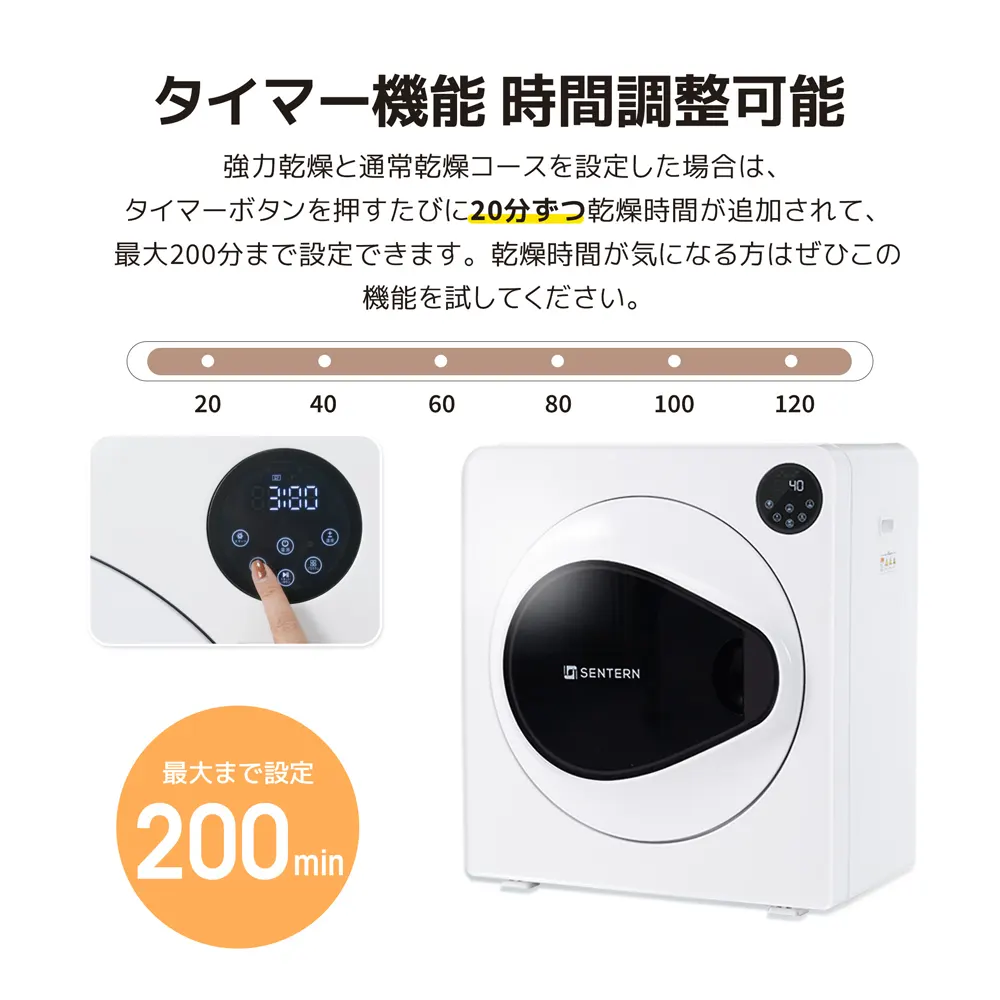 タイマー機能 時間調整可能
強力乾燥と通常乾燥コースを設定した場合は、
タイマーボタンを押すたびに20分ずつ乾燥時間が追加されて、
最大200分まで設定できます。乾燥時間が気になる方はぜひこの
機能を試してください。
20 40 60 80 100 120
3:00
40
SENTERN
最大まで設定
200min